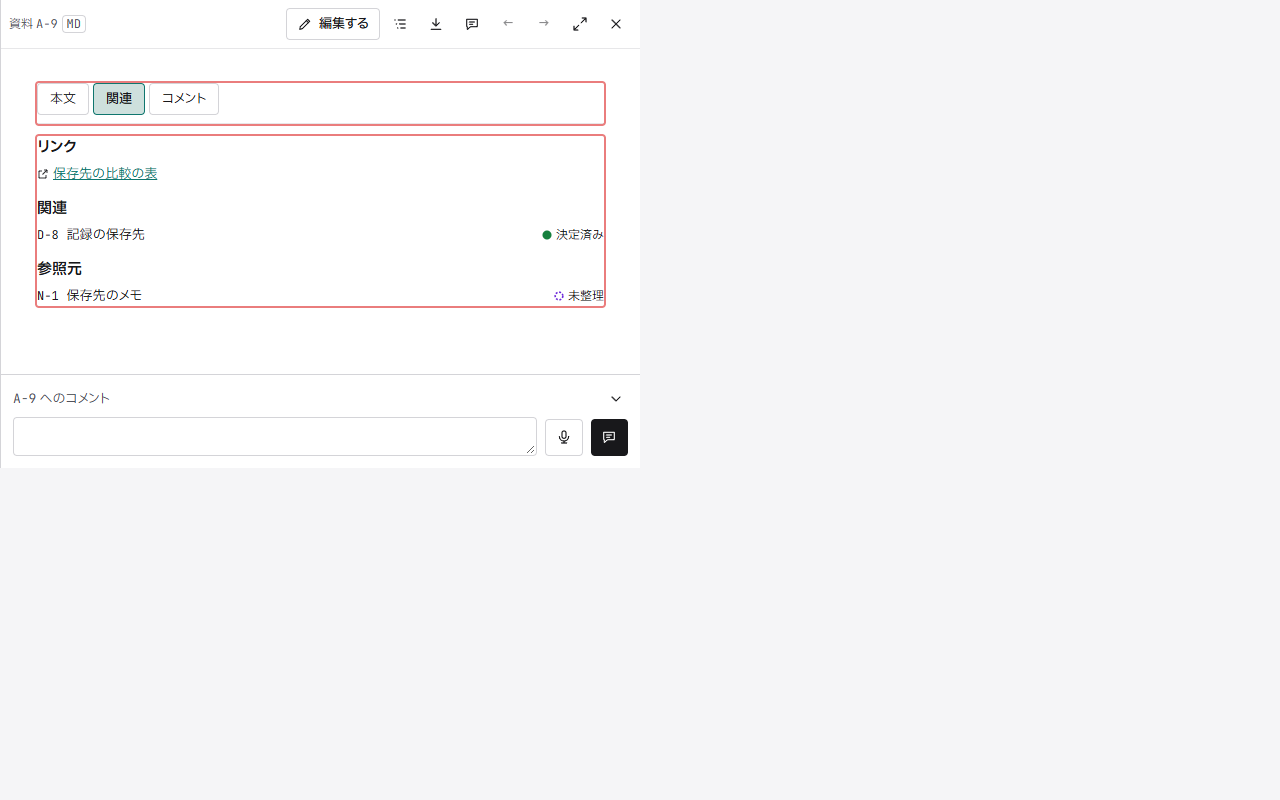 資料 A-9 MD
編集する
本文 関連 コメント
リンク
保存先の比較の表
関連
D-8 記録の保存先 決定済み
参照元
N-1 保存先のメモ 未整理
A-9 へのコメント